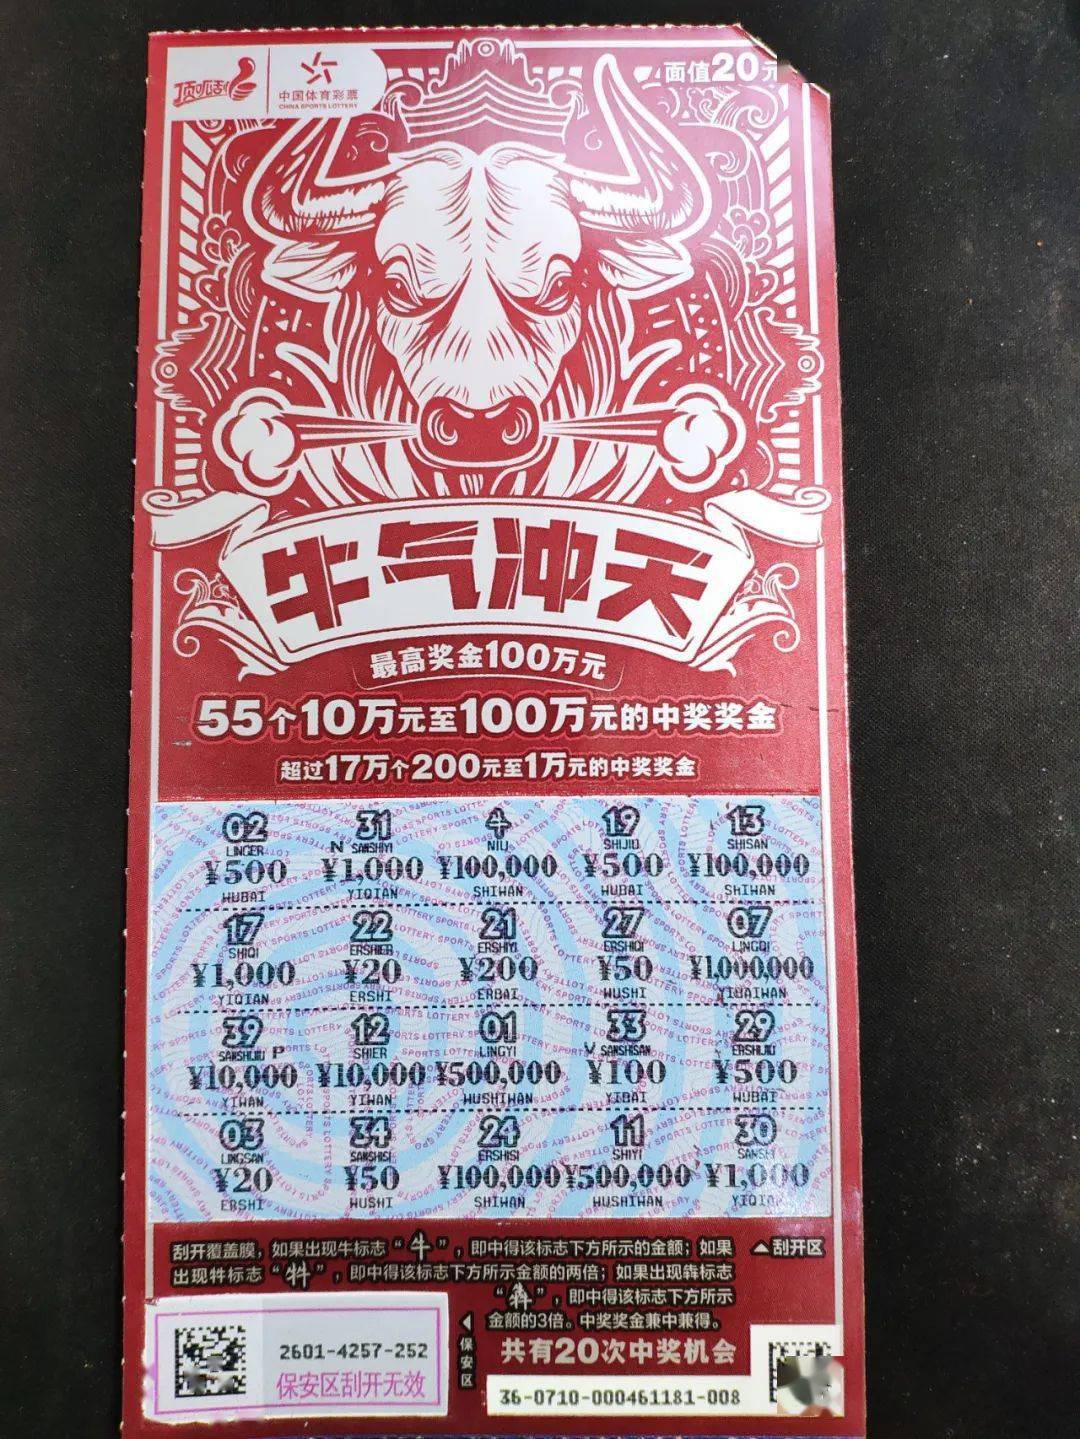 顶呱刮
中国体育彩票
CHINA SPORTS LOTTERY
面值20元
牛气冲天
最高奖金100万元
55个10万元至100万元的中奖奖金
超过17万个200元至1万元的中奖奖金
02 31 牛 19 13
LINGER N SANSHIYI NIU SHIJIU SHISAN
¥500 ¥1,000 ¥100,000 ¥500 ¥100,000
WUBAI YIQIAN SHIWAN WUBAI SHIWAN
17 22 21 27 07
SHIQI ERSHIER ERSHIYI ERSHIQI LINGQI
¥1,000 ¥20 ¥200 ¥50 ¥1,000,000
YIQIAN ERSHI ERBAI WUSHI YIBAIWAN
39 12 01 33 29
SANSHIJIU P SHIER LINGYI V SANSHISAN ERSHIJIU
¥10,000 ¥10,000 ¥500,000 ¥100 ¥500
YIWAN YIWAN WUSHIWAN YIBAI WUBAI
03 34 24 11 30
LINGSAN SANSHISI ERSHISI SHIYI SANSHI
¥20 ¥50 ¥100,000 ¥500,000 ¥1,000
ERSHI WUSHI SHIWAN WUSHIWAN YIQIAN
刮开覆盖膜，如果出现牛标志“牛”，即中得该标志下方所示的金额；如果
出现牪标志“牪”，即中得该标志下方所示金额的两倍；如果出现犇标志
“犇”，即中得该标志下方所示
金额的3倍。中奖奖金兼中兼得。
▲刮开区
共有20次中奖机会
◀保安区
2601-4257-252
保安区刮开无效
36-0710-000461181-008